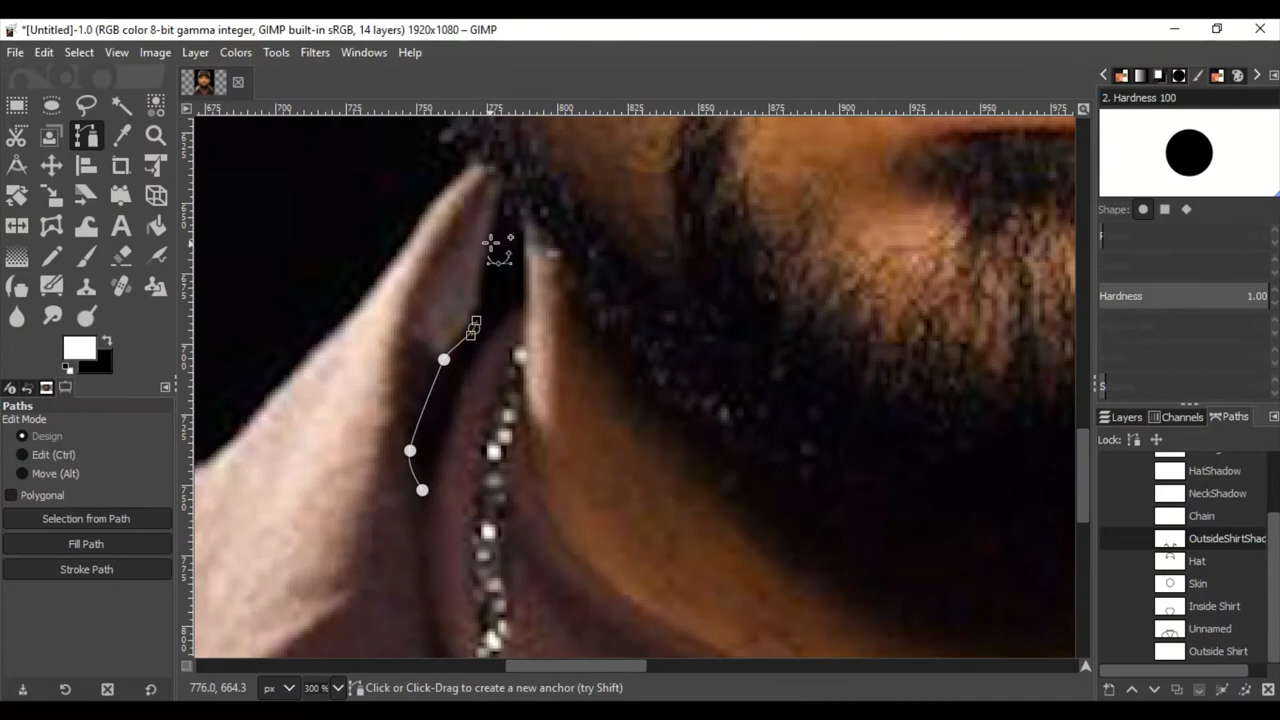 *[Untitled]-1.0 (RGB color 8-bit gamma integer, GIMP built-in sRGB, 14 layers) 1920x1080 – GIMP
File Edit Select View Image Layer Colors Tools Filters Windows Help
675 700 725 750 775 800 825 850 875 900 925 950 975
2. Hardness 100
Shape:
Hardness 1.00
Paths
Edit Mode
Design
Edit (Ctrl)
Move (Alt)
Polygonal
Selection from Path
Fill Path
Stroke Path
Layers Channels Paths
Lock:
HatShadow
NeckShadow
Chain
OutsideShirtShad
Hat
Skin
Inside Shirt
Unnamed
Outside Shirt
776.0, 664.3 px 300 % Click or Click-Drag to create a new anchor (try Shift)